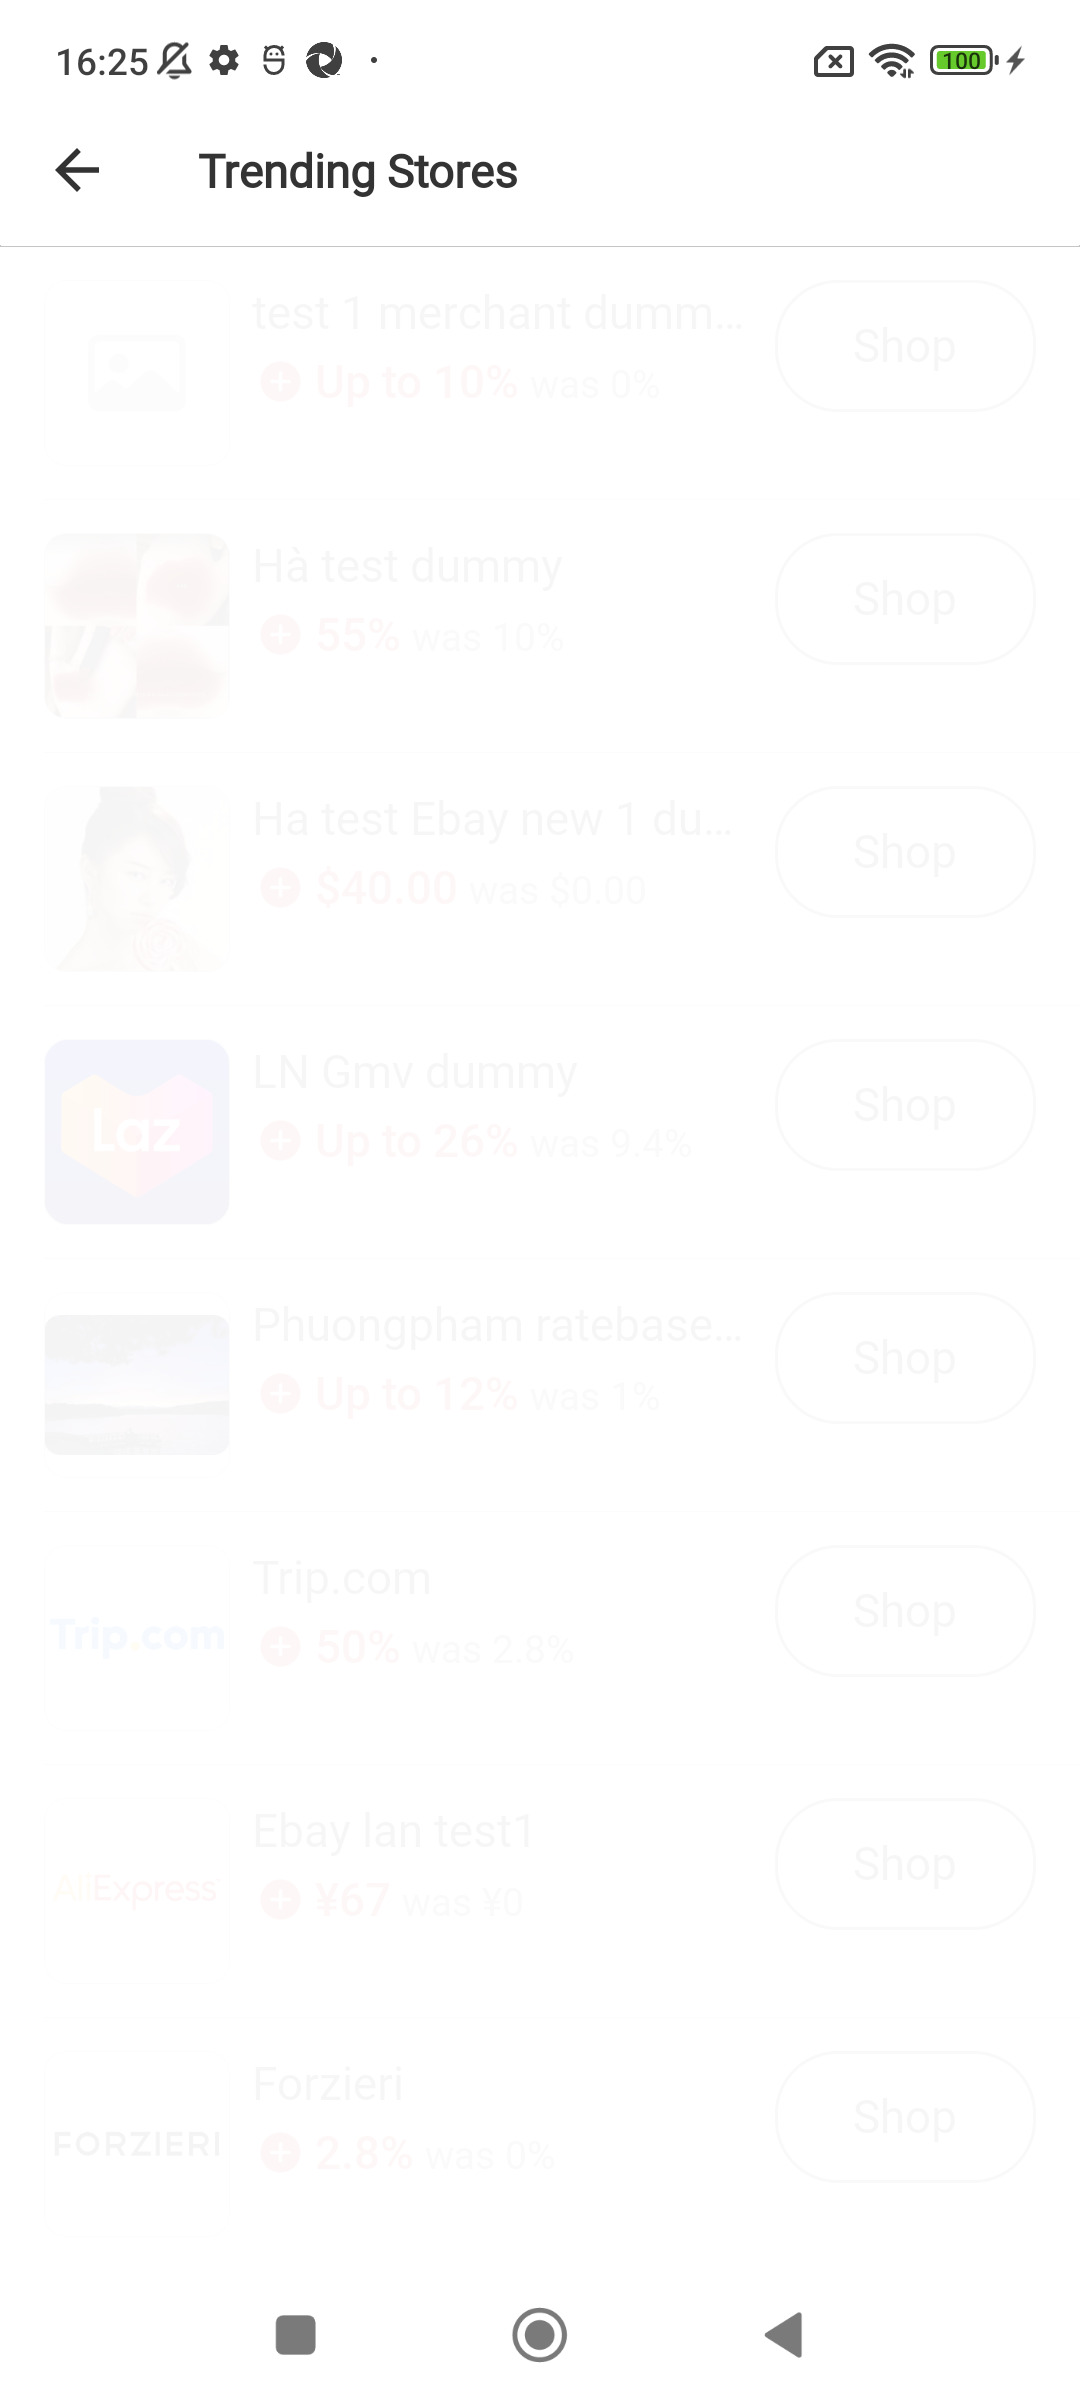 16:25
100
Trending Stores
test 1 merchant dumm...
Up to 10% was 0%
Shop
Hà test dummy
55% was 10%
Shop
Ha test Ebay new 1 du...
$40.00 was $0.00
Shop
Laz
LN Gmv dummy
Up to 26% was 9.4%
Shop
Phuongpham ratebase...
Up to 12% was 1%
Shop
Trip.com
Trip.com
50% was 2.8%
Shop
AliExpress
Ebay lan test1
¥67 was ¥0
Shop
FORZIERI
Forzieri
2.8% was 0%
Shop